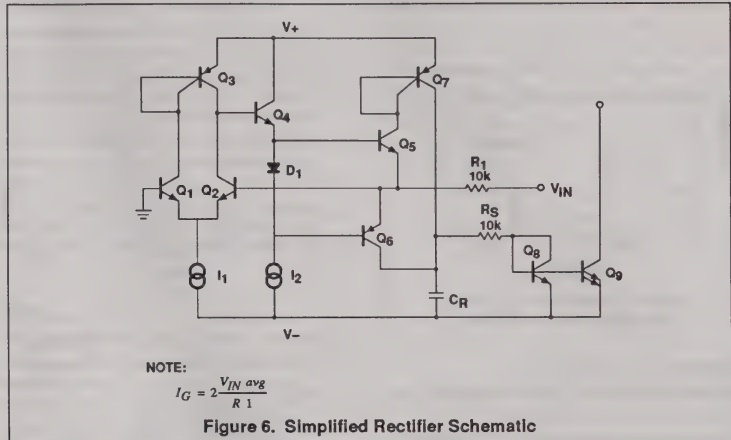 V+
Q3
Q7
Q4
Q5
R1
10k
VIN
D1
Q1
Q2
RS
10k
Q6
Q8
Q9
I1
I2
CR
V–
NOTE:
IG = 2 VIN avg / R 1
Figure 6. Simplified Rectifier Schematic